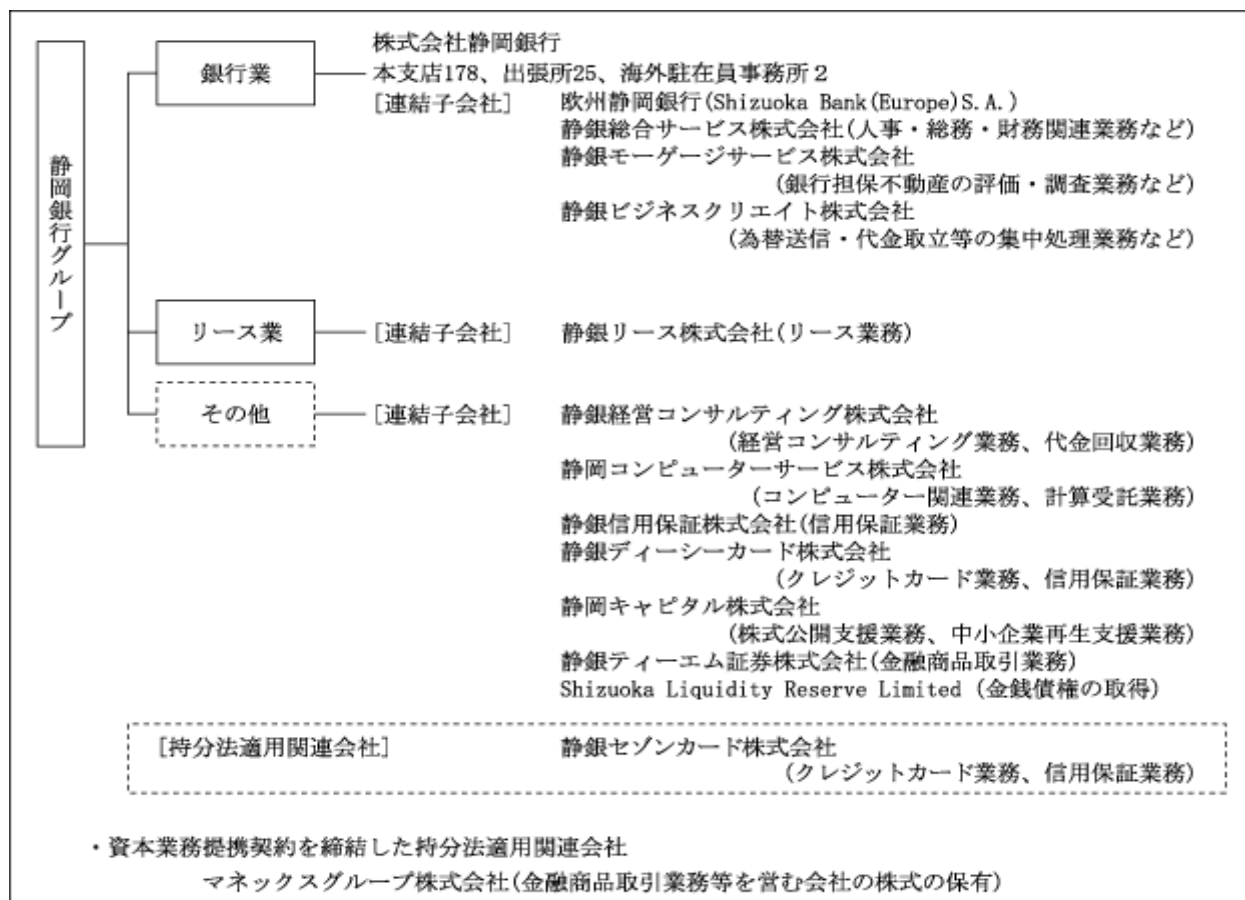 静岡銀行グループ
銀行業
株式会社静岡銀行
本支店178、出張所25、海外駐在員事務所2
[連結子会社] 欧州静岡銀行(Shizuoka Bank(Europe)S.A.)
静銀総合サービス株式会社(人事・総務・財務関連業務など)
静銀モーゲージサービス株式会社
(銀行担保不動産の評価・調査業務など)
静銀ビジネスクリエイト株式会社
(為替送信・代金取立等の集中処理業務など)
リース業 [連結子会社] 静銀リース株式会社(リース業務)
その他 [連結子会社] 静銀経営コンサルティング株式会社
(経営コンサルティング業務、代金回収業務)
静岡コンピューターサービス株式会社
(コンピューター関連業務、計算受託業務)
静銀信用保証株式会社(信用保証業務)
静銀ディーシーカード株式会社
(クレジットカード業務、信用保証業務)
静岡キャピタル株式会社
(株式公開支援業務、中小企業再生支援業務)
静銀ティーエム証券株式会社(金融商品取引業務)
Shizuoka Liquidity Reserve Limited (金銭債権の取得)
[持分法適用関連会社] 静銀セゾンカード株式会社
(クレジットカード業務、信用保証業務)
・資本業務提携契約を締結した持分法適用関連会社
マネックスグループ株式会社(金融商品取引業務等を営む会社の株式の保有)